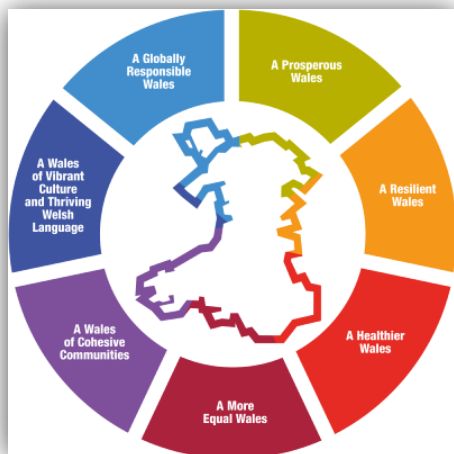 A Globally
Responsible
Wales
A Prosperous
Wales
A Resilient
Wales
A Healthier
Wales
A More
Equal Wales
A Wales
of Cohesive
Communities
A Wales
of Vibrant
Culture
and Thriving
Welsh
Language